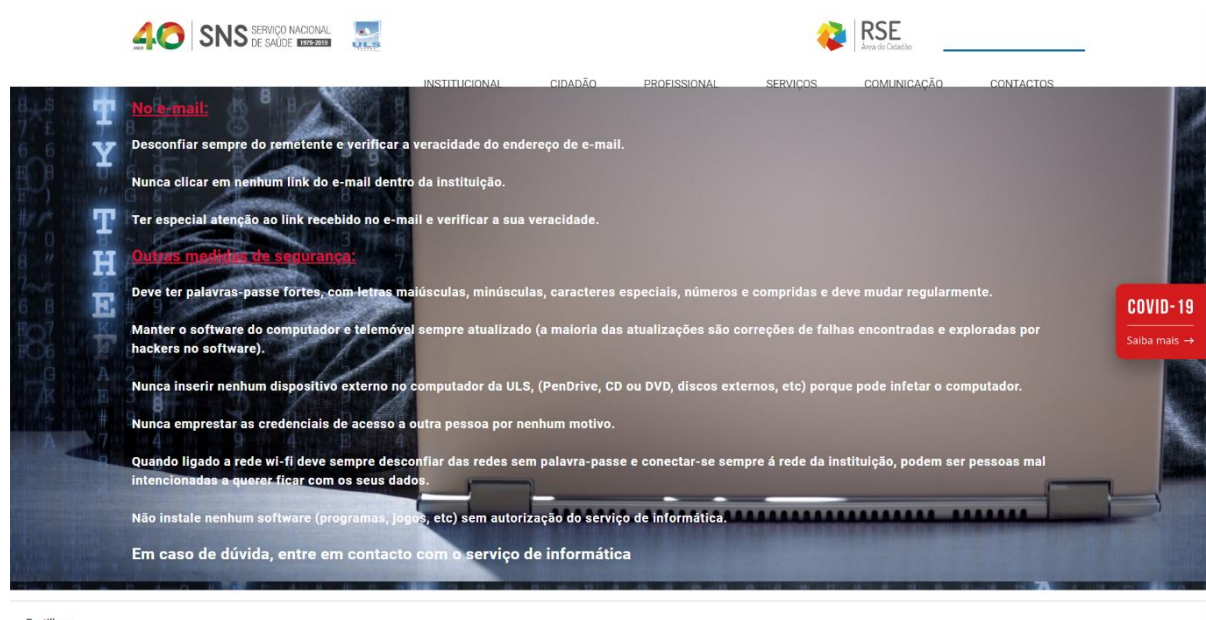 40 ANOS SNS SERVIÇO NACIONAL DE SAÚDE 1979-2019 ULS
RSE Área do Cidadão
INSTITUCIONAL CIDADÃO PROFISSIONAL SERVIÇOS COMUNICAÇÃO CONTACTOS
No e-mail:
Desconfiar sempre do remetente e verificar a veracidade do endereço de e-mail.
Nunca clicar em nenhum link do e-mail dentro da instituição.
Ter especial atenção ao link recebido no e-mail e verificar a sua veracidade.
Outras medidas de segurança:
Deve ter palavras-passe fortes, com letras maiúsculas, minúsculas, caracteres especiais, números e compridas e deve mudar regularmente.
Manter o software do computador e telemóvel sempre atualizado (a maioria das atualizações são correções de falhas encontradas e exploradas por
hackers no software).
Nunca inserir nenhum dispositivo externo no computador da ULS, (PenDrive, CD ou DVD, discos externos, etc) porque pode infetar o computador.
Nunca emprestar as credenciais de acesso a outra pessoa por nenhum motivo.
Quando ligado a rede wi-fi deve sempre desconfiar das redes sem palavra-passe e conectar-se sempre á rede da instituição, podem ser pessoas mal
intencionadas a querer ficar com os seus dados.
Não instale nenhum software (programas, jogos, etc) sem autorização do serviço de informática.
Em caso de dúvida, entre em contacto com o serviço de informática
COVID-19
Saiba mais →
T
Y
T
H
E
F
T